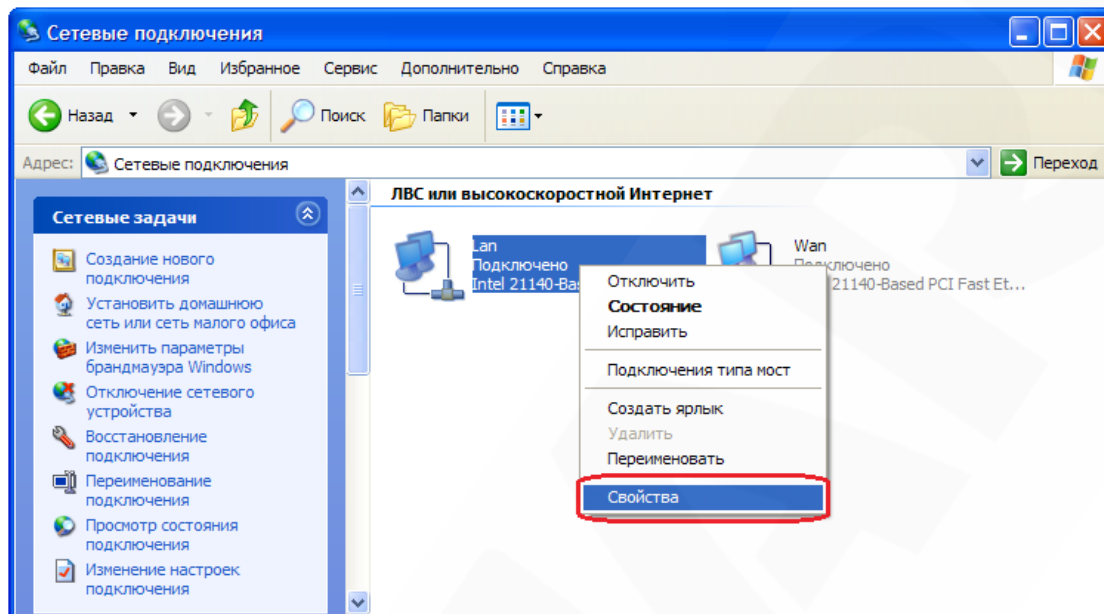 Сетевые подключения
Файл Правка Вид Избранное Сервис Дополнительно Справка
Назад Поиск Папки
Адрес: Сетевые подключения Переход
Сетевые задачи
Создание нового
подключения
Установить домашнюю
сеть или сеть малого офиса
Изменить параметры
брандмауэра Windows
Отключение сетевого
устройства
Восстановление
подключения
Переименование
подключения
Просмотр состояния
подключения
Изменение настроек
подключения
ЛВС или высокоскоростной Интернет
Lan
Подключено
Intel 21140-Bas
Wan
Подключено
21140-Based PCI Fast Et...
Отключить
Состояние
Исправить
Подключения типа мост
Создать ярлык
Удалить
Переименовать
Свойства